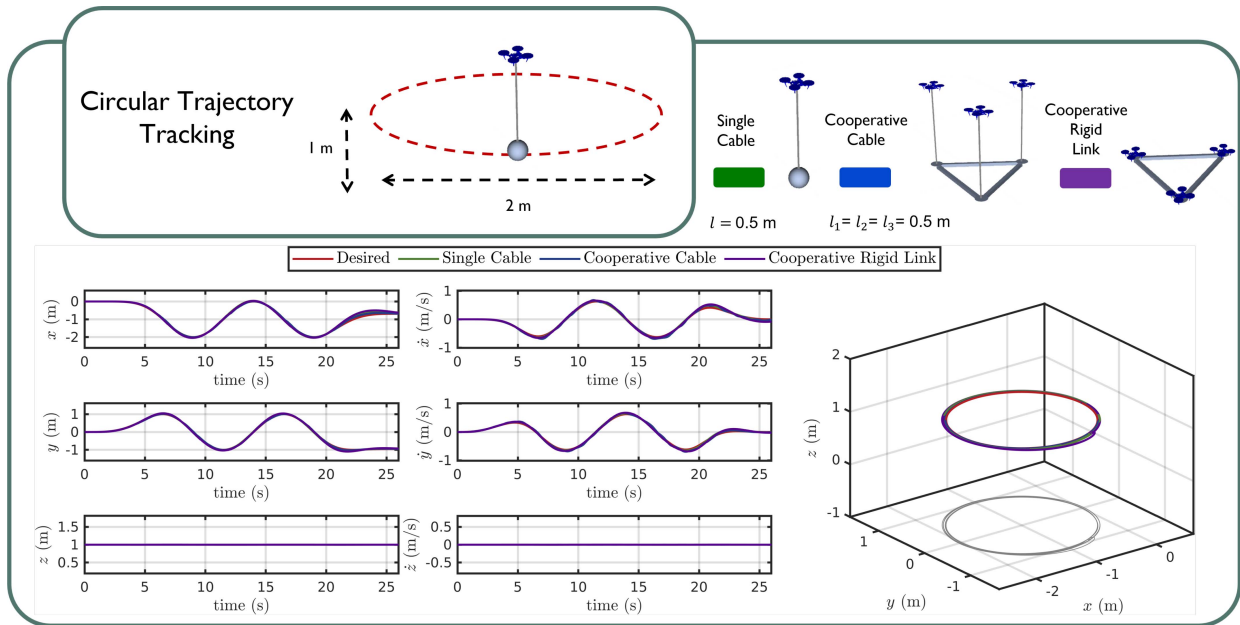 Circular Trajectory
Tracking
1 m
2 m
Single
Cable
Cooperative
Cable
Cooperative
Rigid
Link
l = 0.5 m
l₁= l₂= l₃= 0.5 m
Desired
Single Cable
Cooperative Cable
Cooperative Rigid Link
x (m)
0
-1
-2
0 5 10 15 20 25
time (s)
ẋ (m/s)
1
0
-1
0 5 10 15 20 25
time (s)
y (m)
1
0
-1
0 5 10 15 20 25
time (s)
ẏ (m/s)
1
0
-1
0 5 10 15 20 25
time (s)
z (m)
1.5
1
0.5
0 5 10 15 20 25
time (s)
ż (m/s)
0.5
0
-0.5
0 5 10 15 20 25
time (s)
z (m)
2
1
0
-1
1
0
-1
y (m)
-2
-1
0
x (m)